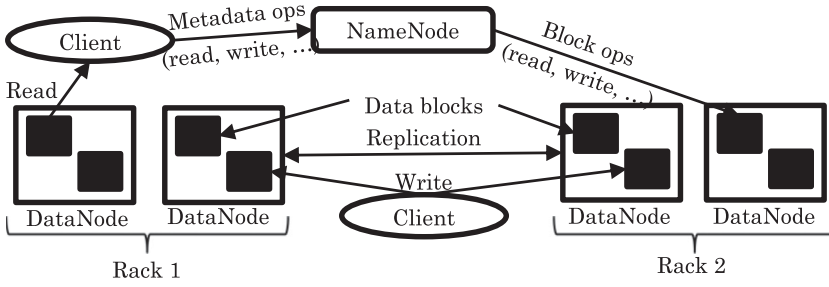 Metadata ops
Client
NameNode
(read, write, …)
Block ops
(read, write, …)
Read
Data blocks
Replication
Write
Client
DataNode
DataNode
DataNode
DataNode
Rack 1
Rack 2